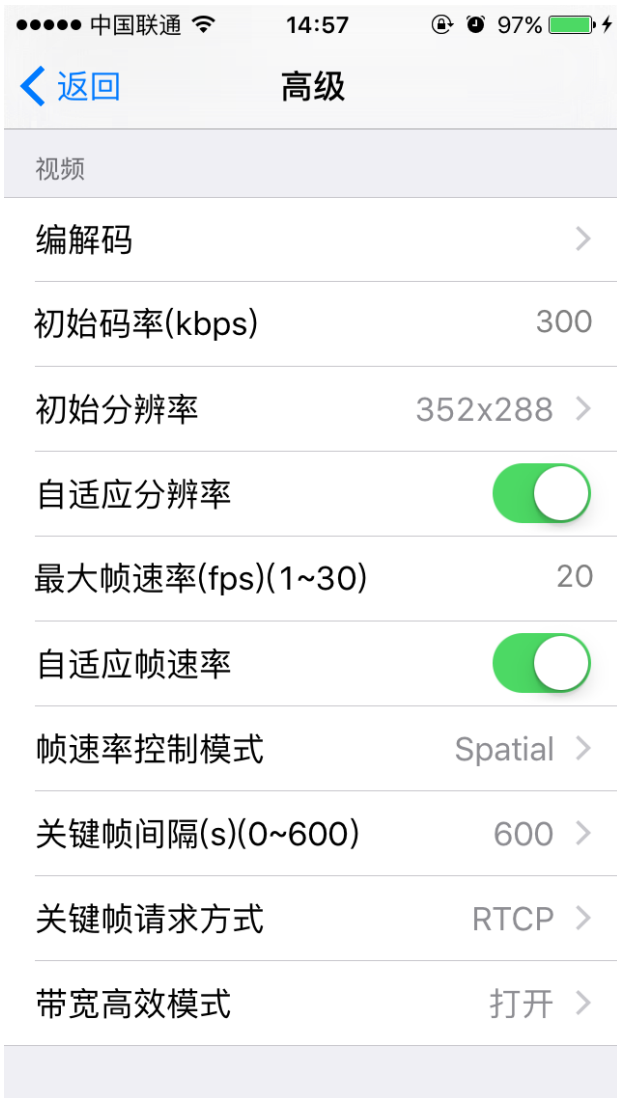 中国联通 14:57 97%
返回 高级
视频
编解码
初始码率(kbps) 300
初始分辨率 352x288
自适应分辨率
最大帧速率(fps)(1~30) 20
自适应帧速率
帧速率控制模式 Spatial
关键帧间隔(s)(0~600) 600
关键帧请求方式 RTCP
带宽高效模式 打开